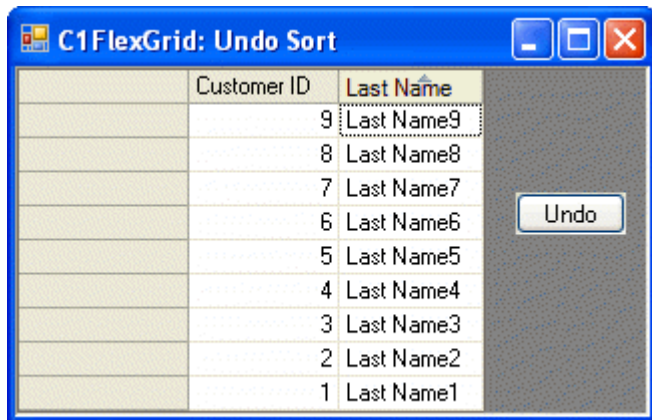 C1FlexGrid: Undo Sort
Customer ID Last Name
9 Last Name9
8 Last Name8
7 Last Name7
6 Last Name6
Undo
5 Last Name5
4 Last Name4
3 Last Name3
2 Last Name2
1 Last Name1